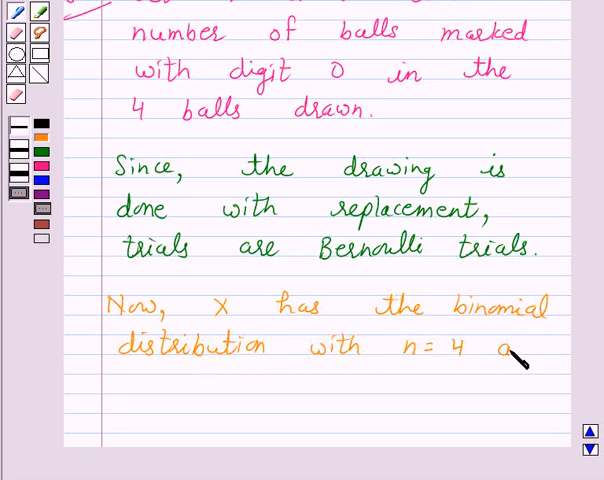 number of balls marked
with digit 0 in the
4 balls drawn.
Since, the drawing is
done with replacement,
trials are Bernoulli trials.
Now, X has the binomial
distribution with n = 4 a